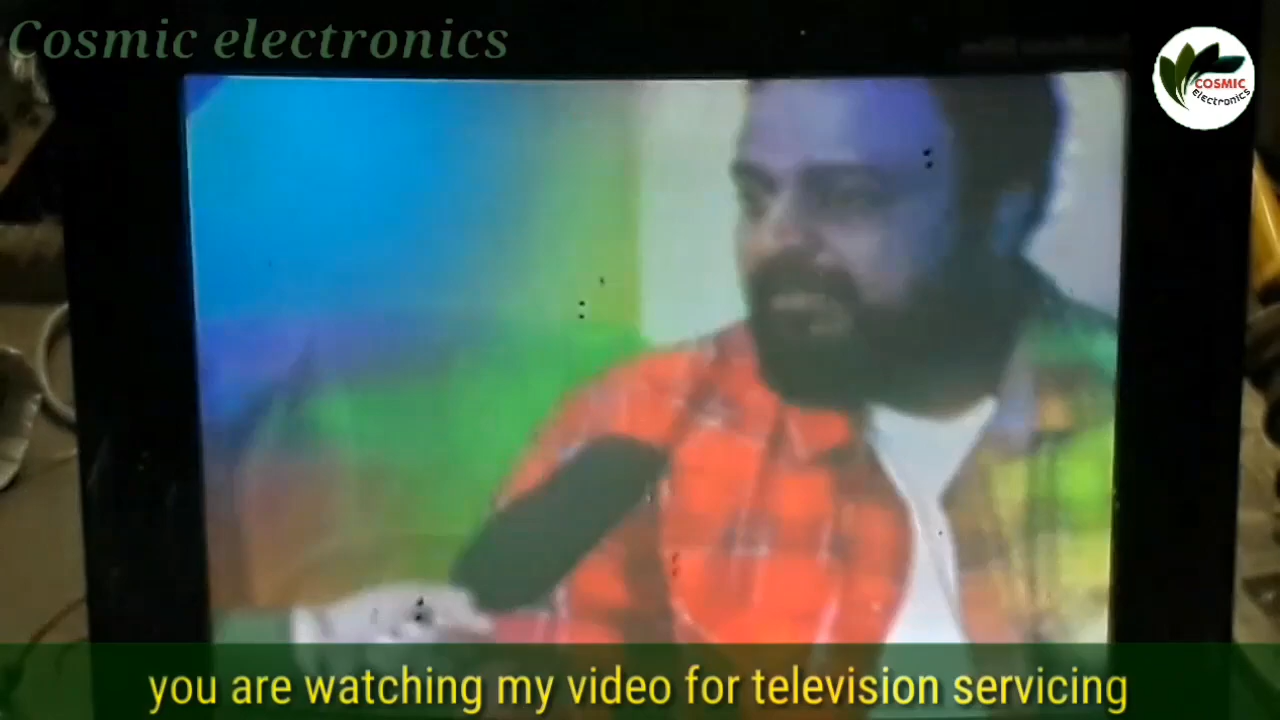 Cosmic electronics
COSMIC
Electronics
you are watching my video for television servicing